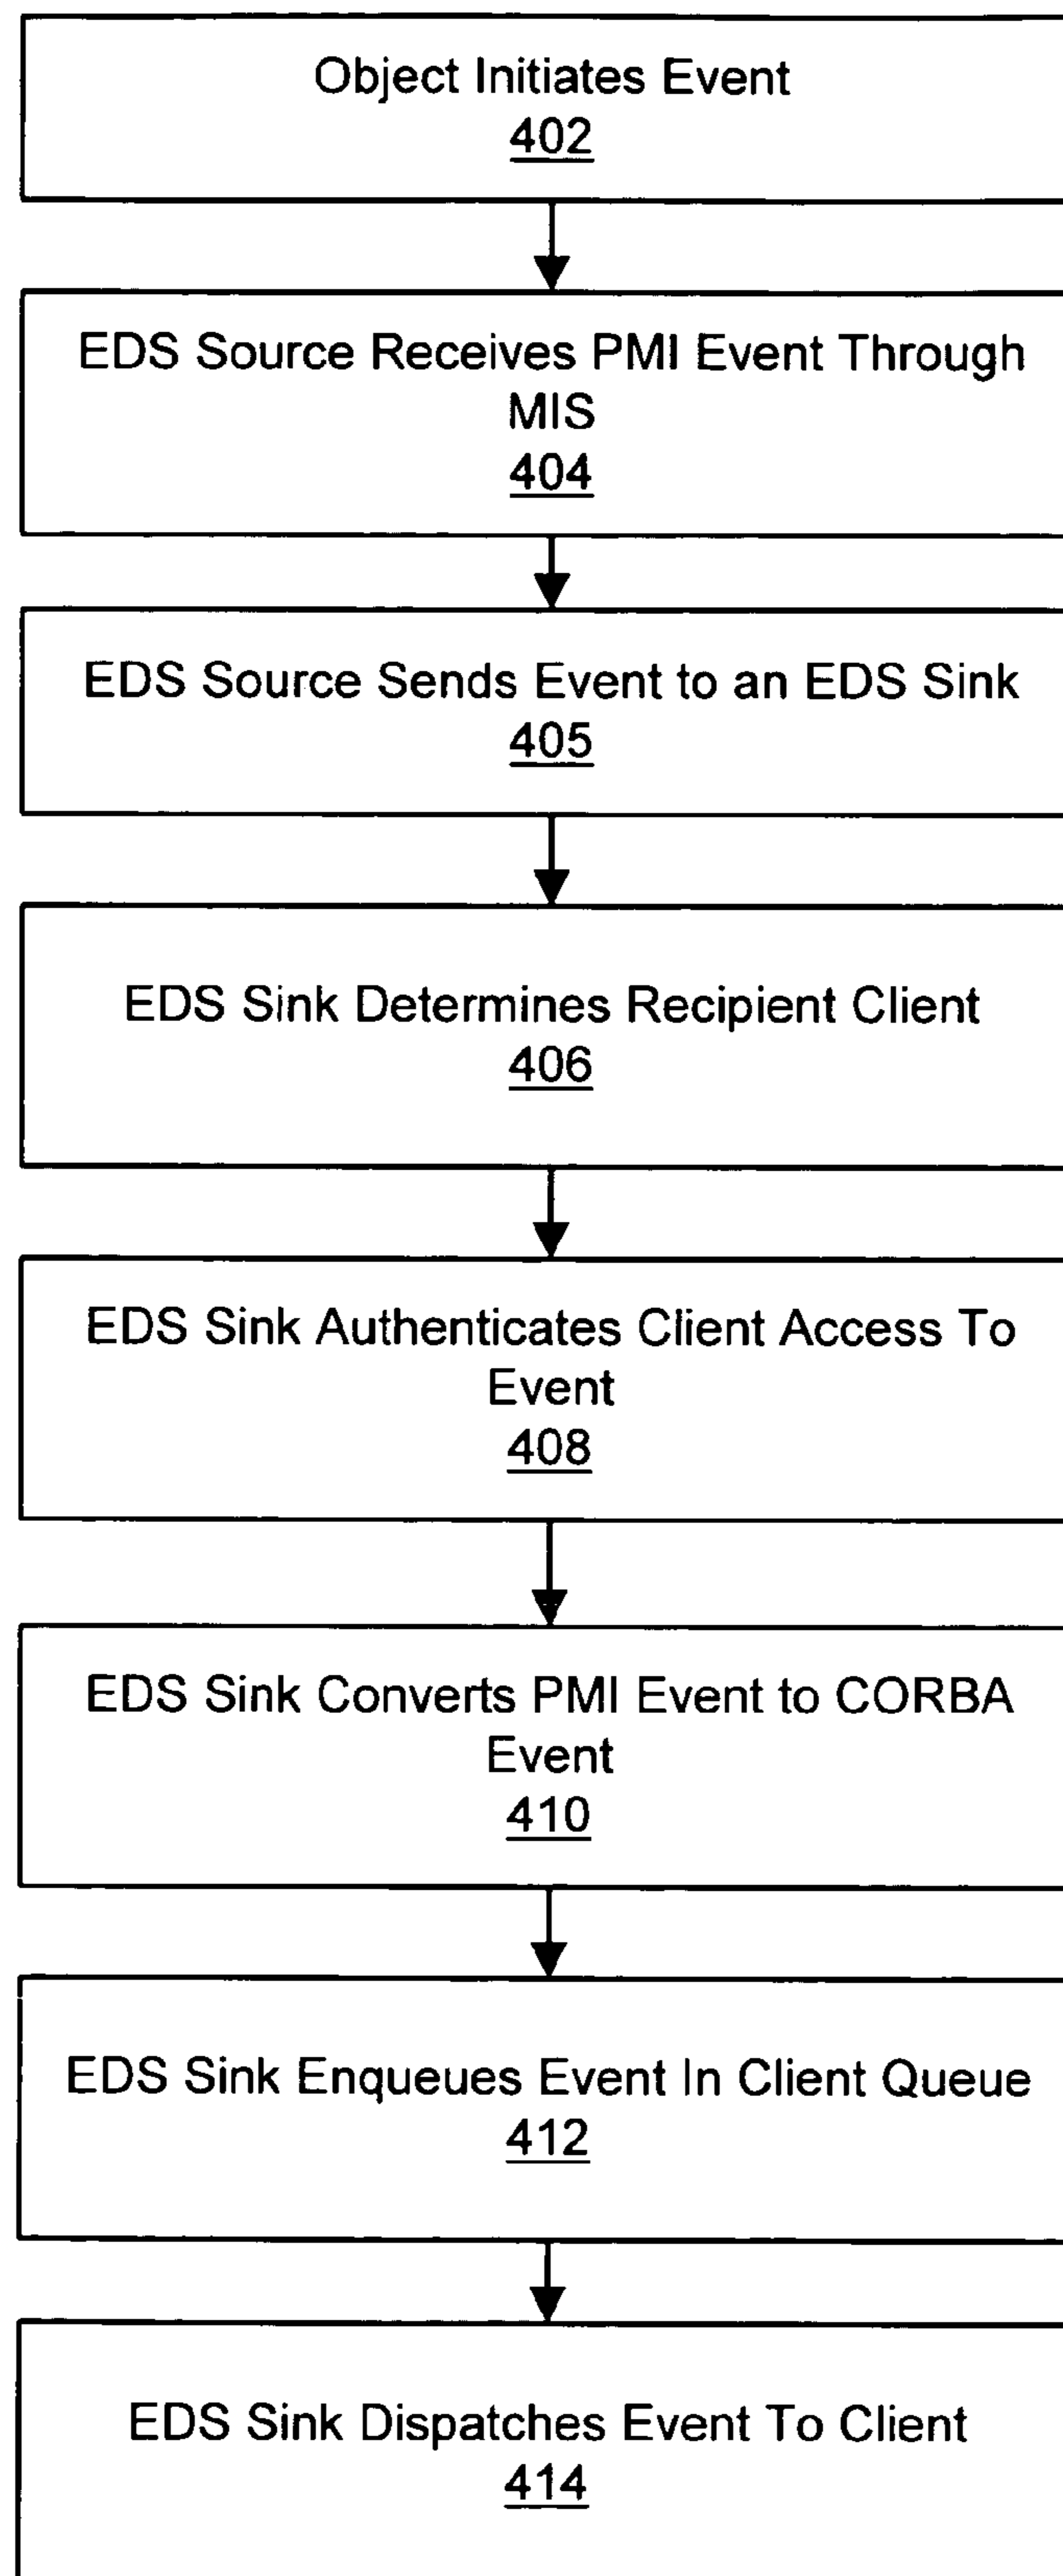 Object Initiates Event
402
EDS Source Receives PMI Event Through
MIS
404
EDS Source Sends Event to an EDS Sink
405
EDS Sink Determines Recipient Client
406
EDS Sink Authenticates Client Access To
Event
408
EDS Sink Converts PMI Event to CORBA
Event
410
EDS Sink Enqueues Event In Client Queue
412
EDS Sink Dispatches Event To Client
414